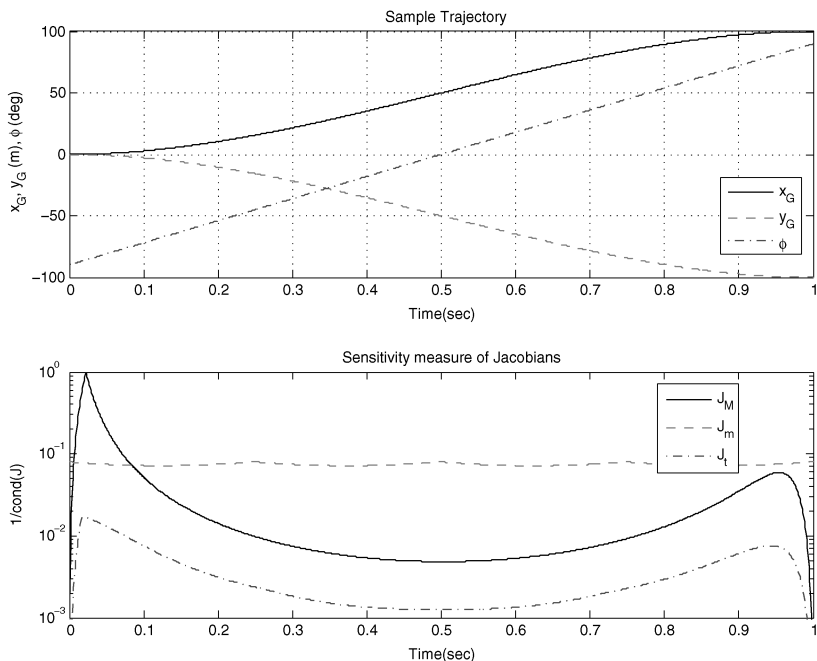 Sample Trajectory
100
50
0
−50
−100
x_G, y_G (m), ϕ (deg)
x_G
y_G
ϕ
0 0.1 0.2 0.3 0.4 0.5 0.6 0.7 0.8 0.9 1
Time(sec)
Sensitivity measure of Jacobians
10^0
10^−1
10^−2
10^−3
1/cond(J)
J_M
J_m
J_t
0 0.1 0.2 0.3 0.4 0.5 0.6 0.7 0.8 0.9 1
Time(sec)